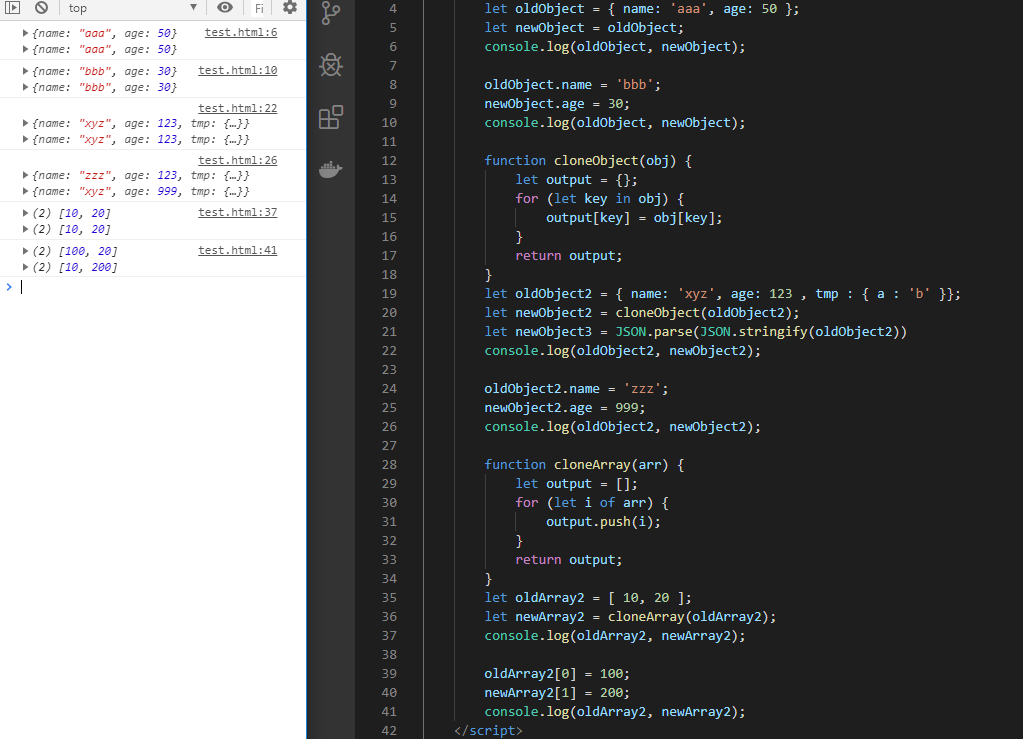 top ▼ Fi
▶{name: "aaa", age: 50} test.html:6
▶{name: "aaa", age: 50}
▶{name: "bbb", age: 30} test.html:10
▶{name: "bbb", age: 30}
test.html:22
▶{name: "xyz", age: 123, tmp: {…}}
▶{name: "xyz", age: 123, tmp: {…}}
test.html:26
▶{name: "zzz", age: 123, tmp: {…}}
▶{name: "xyz", age: 999, tmp: {…}}
▶(2) [10, 20] test.html:37
▶(2) [10, 20]
▶(2) [100, 20] test.html:41
▶(2) [10, 200]
>
4 let oldObject = { name: 'aaa', age: 50 };
5 let newObject = oldObject;
6 console.log(oldObject, newObject);
7
8 oldObject.name = 'bbb';
9 newObject.age = 30;
10 console.log(oldObject, newObject);
11
12 function cloneObject(obj) {
13 let output = {};
14 for (let key in obj) {
15 output[key] = obj[key];
16 }
17 return output;
18 }
19 let oldObject2 = { name: 'xyz', age: 123 , tmp : { a : 'b' }};
20 let newObject2 = cloneObject(oldObject2);
21 let newObject3 = JSON.parse(JSON.stringify(oldObject2))
22 console.log(oldObject2, newObject2);
23
24 oldObject2.name = 'zzz';
25 newObject2.age = 999;
26 console.log(oldObject2, newObject2);
27
28 function cloneArray(arr) {
29 let output = [];
30 for (let i of arr) {
31 output.push(i);
32 }
33 return output;
34 }
35 let oldArray2 = [ 10, 20 ];
36 let newArray2 = cloneArray(oldArray2);
37 console.log(oldArray2, newArray2);
38
39 oldArray2[0] = 100;
40 newArray2[1] = 200;
41 console.log(oldArray2, newArray2);
42 </script>